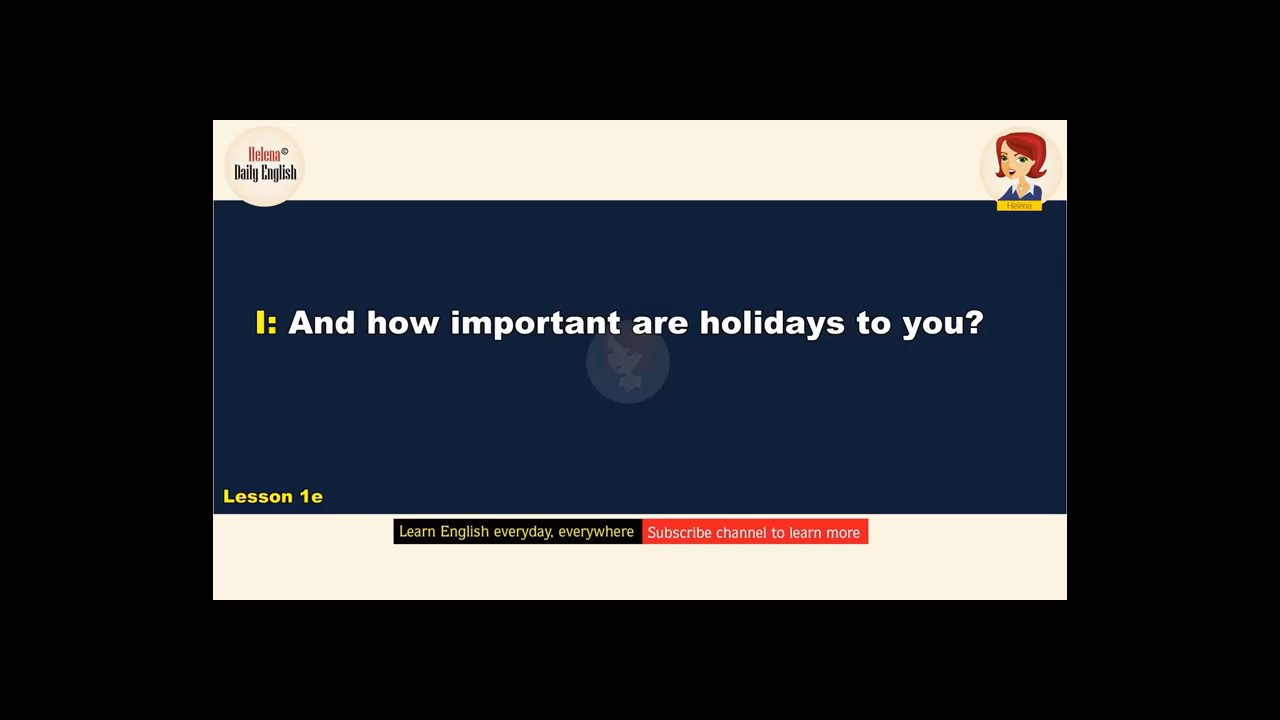 Helena©
Daily English
Helena
I: And how important are holidays to you?
Lesson 1e
Learn English everyday, everywhere
Subscribe channel to learn more